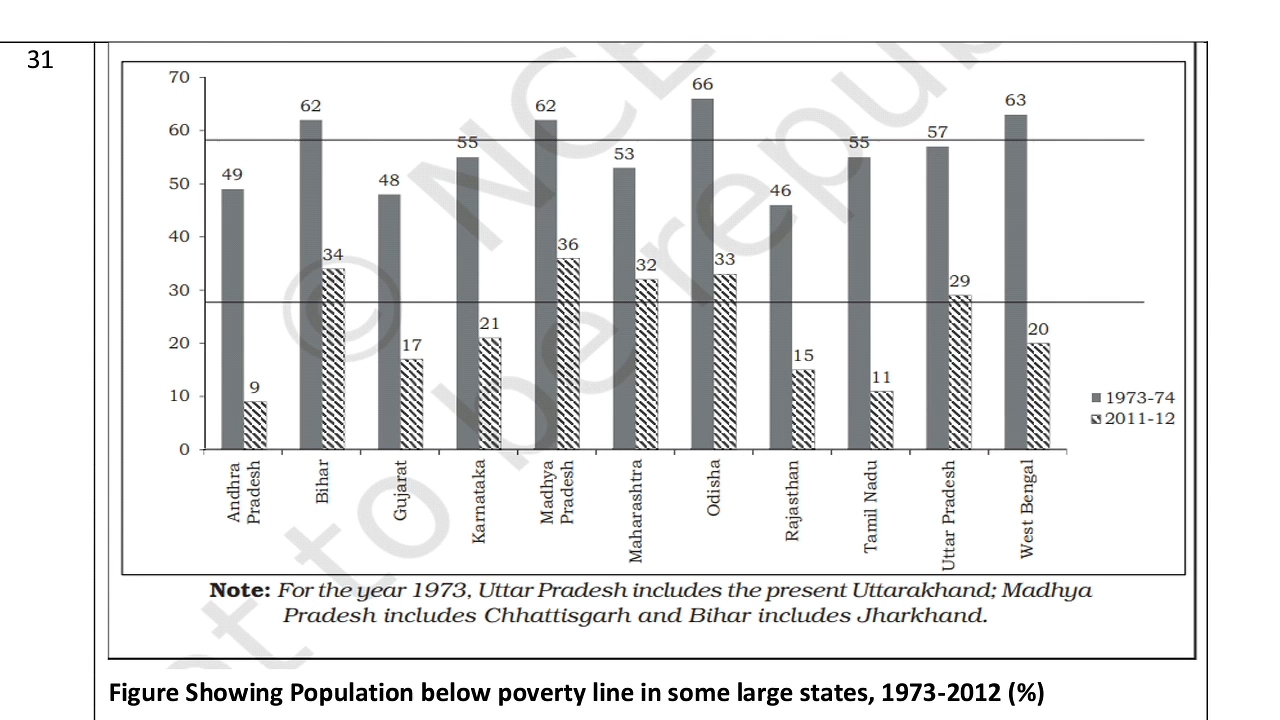 31
70
60
50
40
30
20
10
0
49
9
62
34
48
17
55
21
62
36
53
32
66
33
46
15
55
11
57
29
63
20
1973-74
2011-12
Andhra
Pradesh
Bihar
Gujarat
Karnataka
Madhya
Pradesh
Maharashtra
Odisha
Rajasthan
Tamil Nadu
Uttar Pradesh
West Bengal
Note: For the year 1973, Uttar Pradesh includes the present Uttarakhand; Madhya
Pradesh includes Chhattisgarh and Bihar includes Jharkhand.
Figure Showing Population below poverty line in some large states, 1973-2012 (%)
© NCE
t to be repub